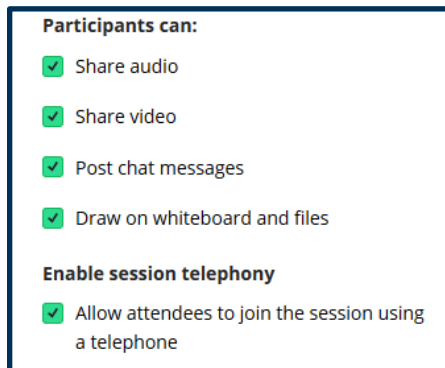 Participants can:
Share audio
Share video
Post chat messages
Draw on whiteboard and files
Enable session telephony
Allow attendees to join the session using
a telephone